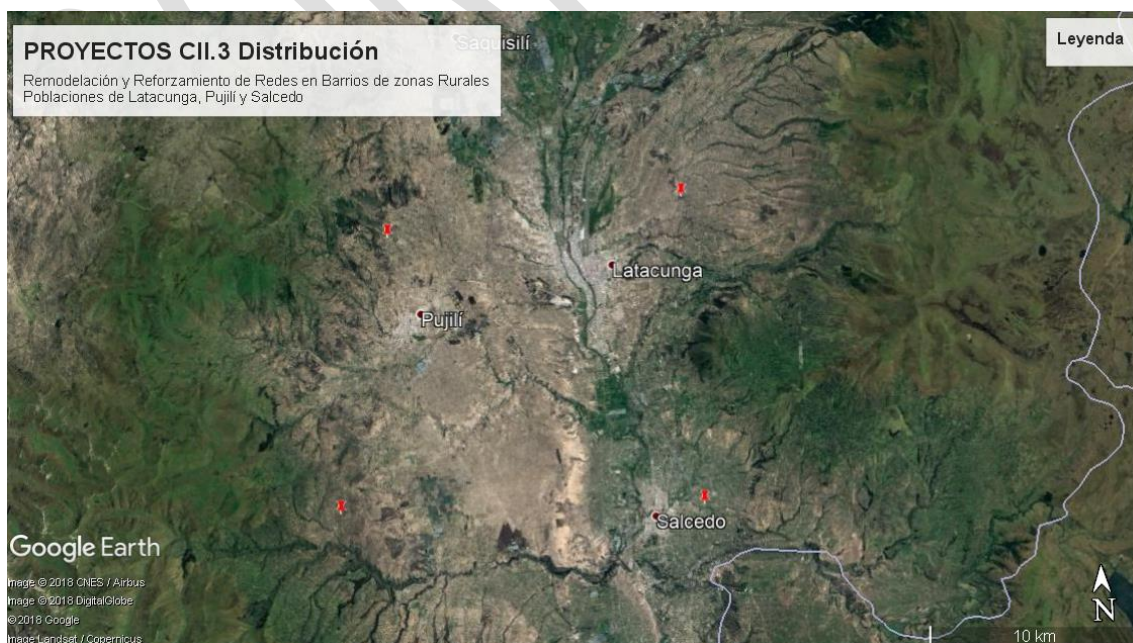 PROYECTOS CII.3 Distribución
Remodelación y Reforzamiento de Redes en Barrios de zonas Rurales
Poblaciones de Latacunga, Pujilí y Salcedo
Saquisilí
Leyenda
Latacunga
Pujilí
Salcedo
Google Earth
Image © 2018 CNES / Airbus
Image © 2018 DigitalGlobe
© 2018 Google
Image Landsat / Copernicus
N
10 km